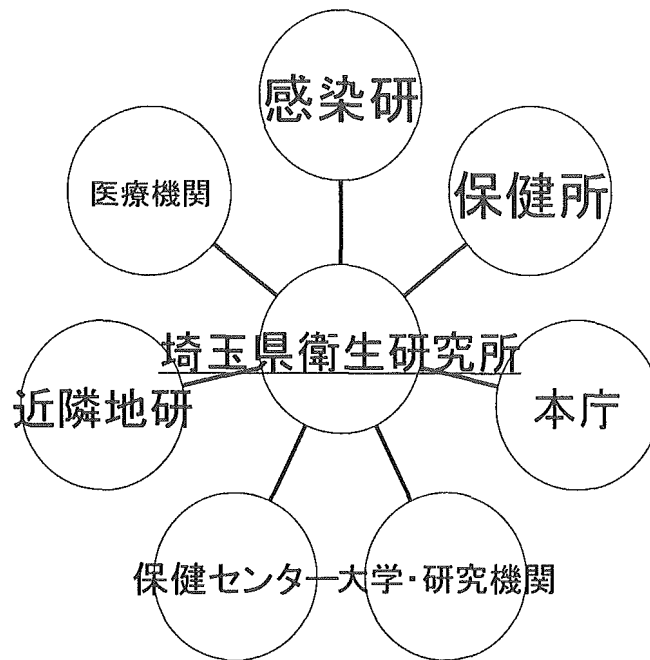 感染研
医療機関
保健所
埼玉県衛生研究所
近隣地研
本庁
保健センター
大学・研究機関